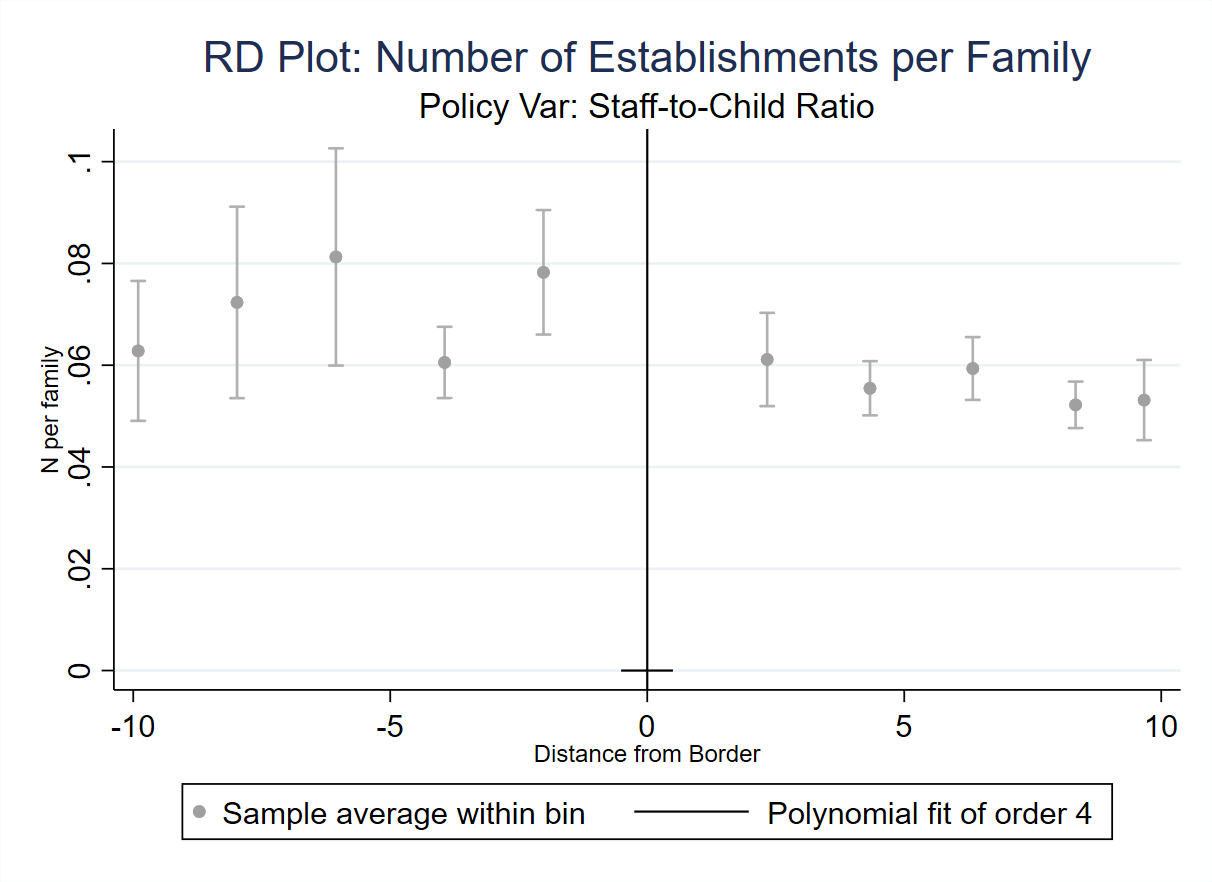 RD Plot: Number of Establishments per Family
Policy Var: Staff-to-Child Ratio
N per family
.1
.08
.06
.04
.02
0
-10
-5
0
5
10
Distance from Border
Sample average within bin
Polynomial fit of order 4